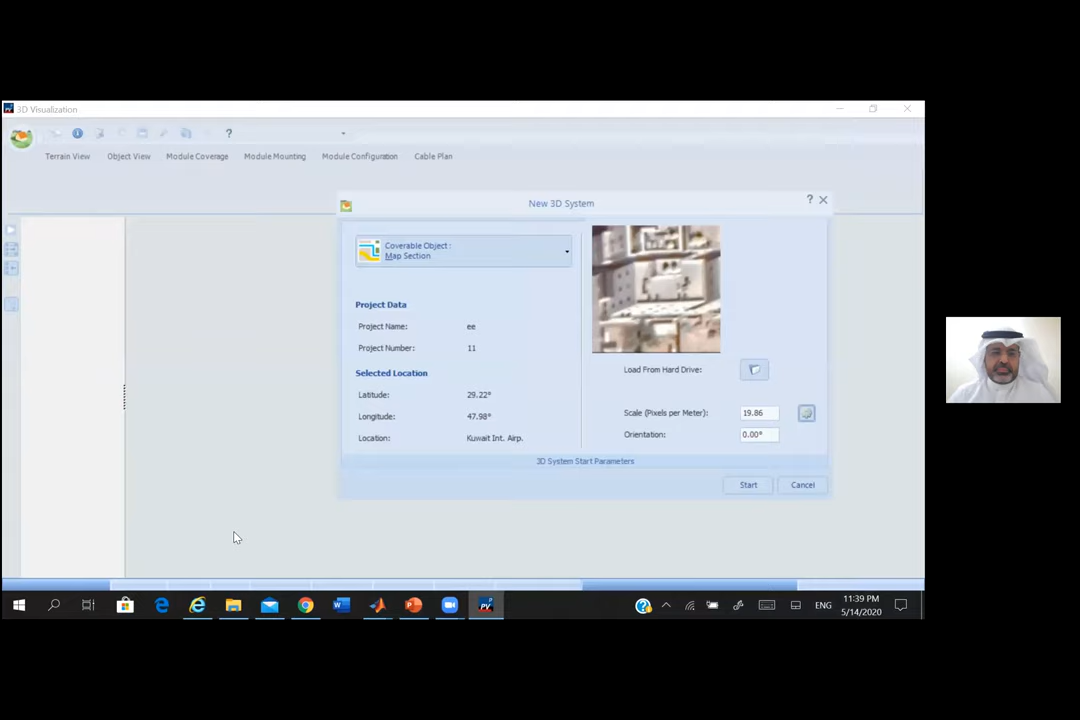 3D Visualization
?
Terrain View
Object View
Module Coverage
Module Mounting
Module Configuration
Cable Plan
New 3D System
?
Coverable Object :
Map Section
Project Data
Project Name:
ee
Project Number:
11
Selected Location
Latitude:
29.22°
Longitude:
47.98°
Location:
Kuwait Int. Airp.
Load From Hard Drive:
Scale (Pixels per Meter):
19.86
Orientation:
0.00°
3D System Start Parameters
Start
Cancel
PV
ENG
11:39 PM
5/14/2020